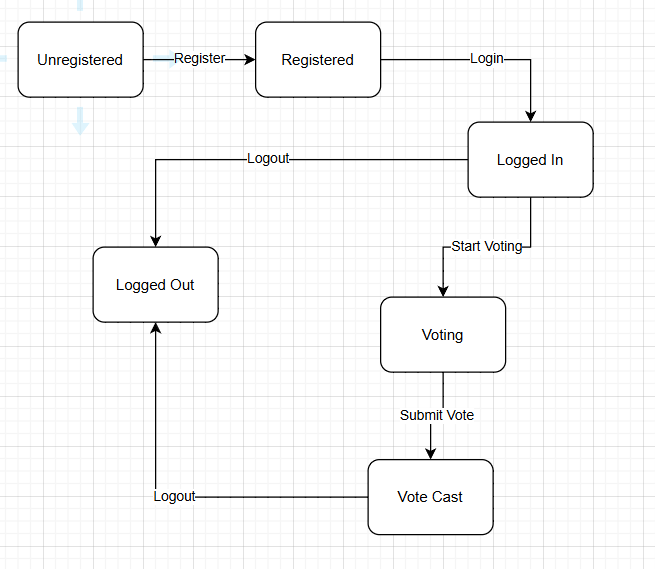 Unregistered
Register
Registered
Login
Logged In
Logout
Start Voting
Logged Out
Voting
Submit Vote
Vote Cast
Logout